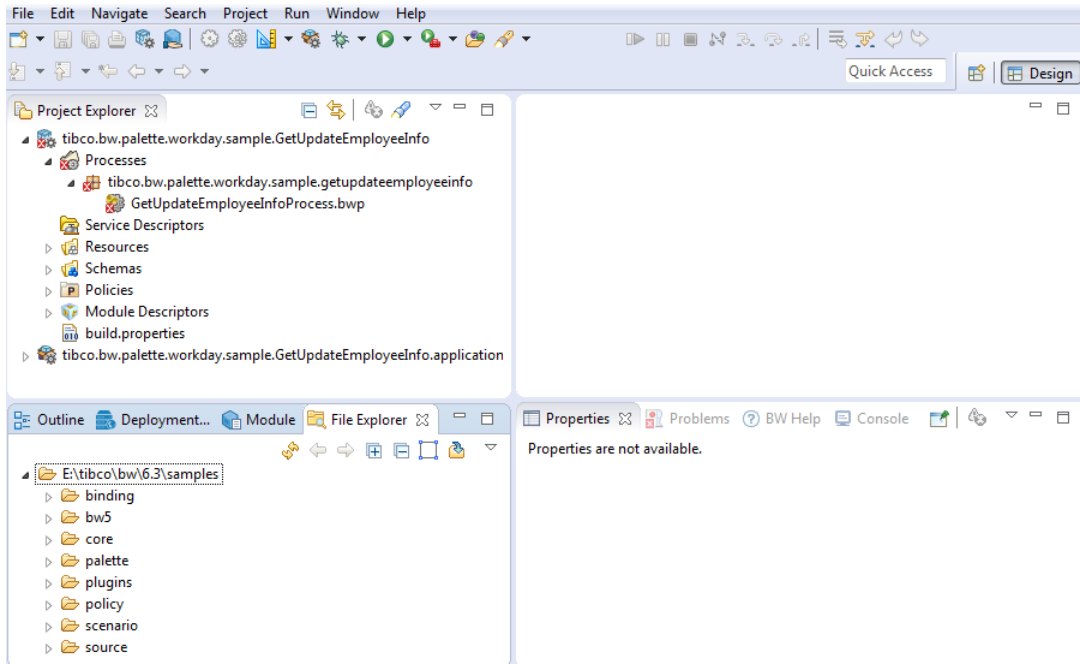 File Edit Navigate Search Project Run Window Help
Quick Access
Design
Project Explorer
tibco.bw.palette.workday.sample.GetUpdateEmployeeInfo
Processes
tibco.bw.palette.workday.sample.getupdateemployeeinfo
GetUpdateEmployeeInfoProcess.bwp
Service Descriptors
Resources
Schemas
Policies
Module Descriptors
build.properties
tibco.bw.palette.workday.sample.GetUpdateEmployeeInfo.application
Outline Deployment... Module File Explorer
E:\tibco\bw\6.3\samples
binding
bw5
core
palette
plugins
policy
scenario
source
Properties Problems BW Help Console
Properties are not available.